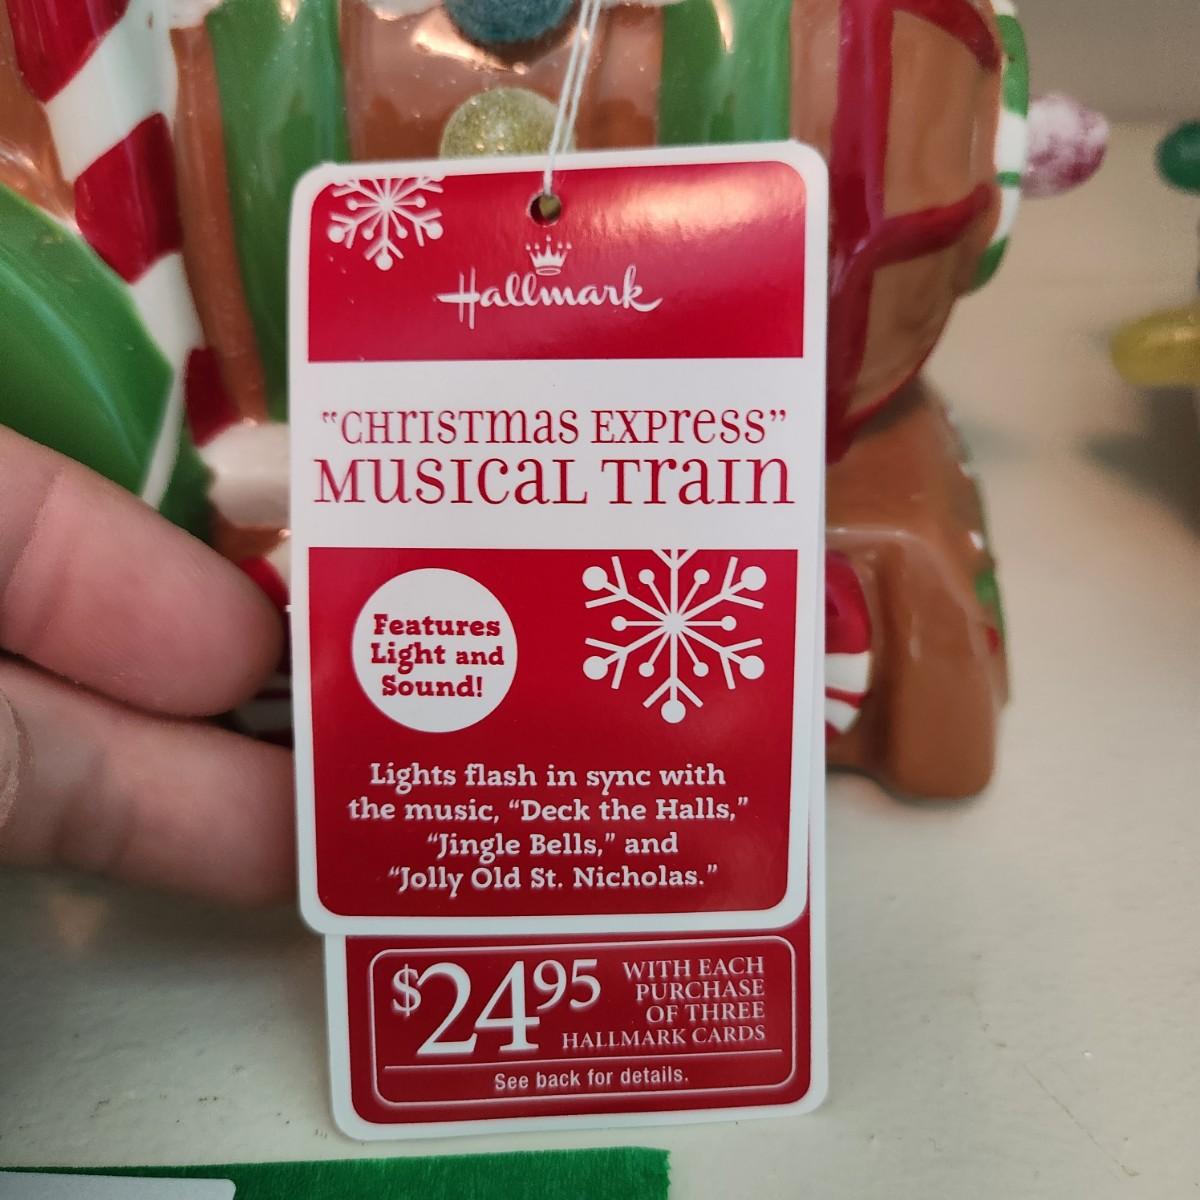 Hallmark
"Christmas Express"
Musical Train
Features
Light and
Sound!
Lights flash in sync with
the music, "Deck the Halls,"
"Jingle Bells," and
"Jolly Old St. Nicholas."
$24.95 WITH EACH
PURCHASE
OF THREE
HALLMARK CARDS
See back for details.